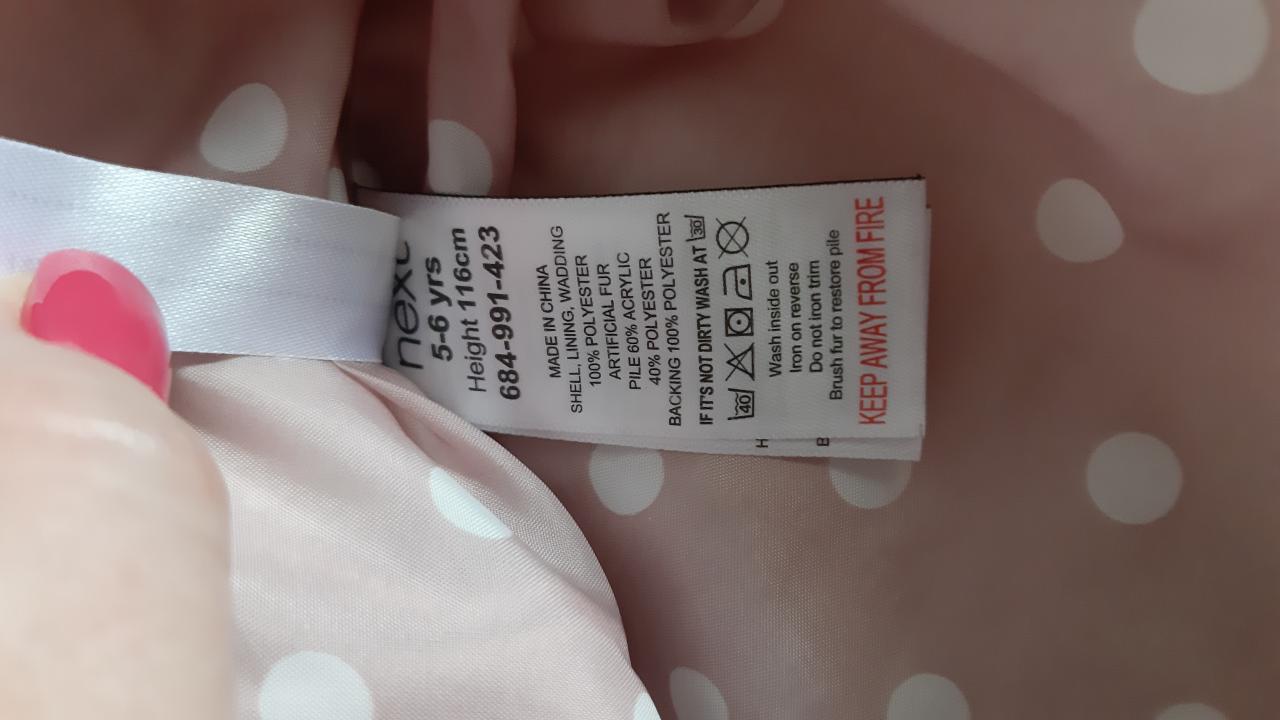 next
5-6 yrs
Height 116cm
684-991-423
MADE IN CHINA
SHELL, LINING, WADDING
100% POLYESTER
ARTIFICIAL FUR
PILE 60% ACRYLIC
40% POLYESTER
BACKING 100% POLYESTER
IF IT'S NOT DIRTY WASH AT 30
40
Wash inside out
Iron on reverse
Do not iron trim
Brush fur to restore pile
KEEP AWAY FROM FIRE
H
B